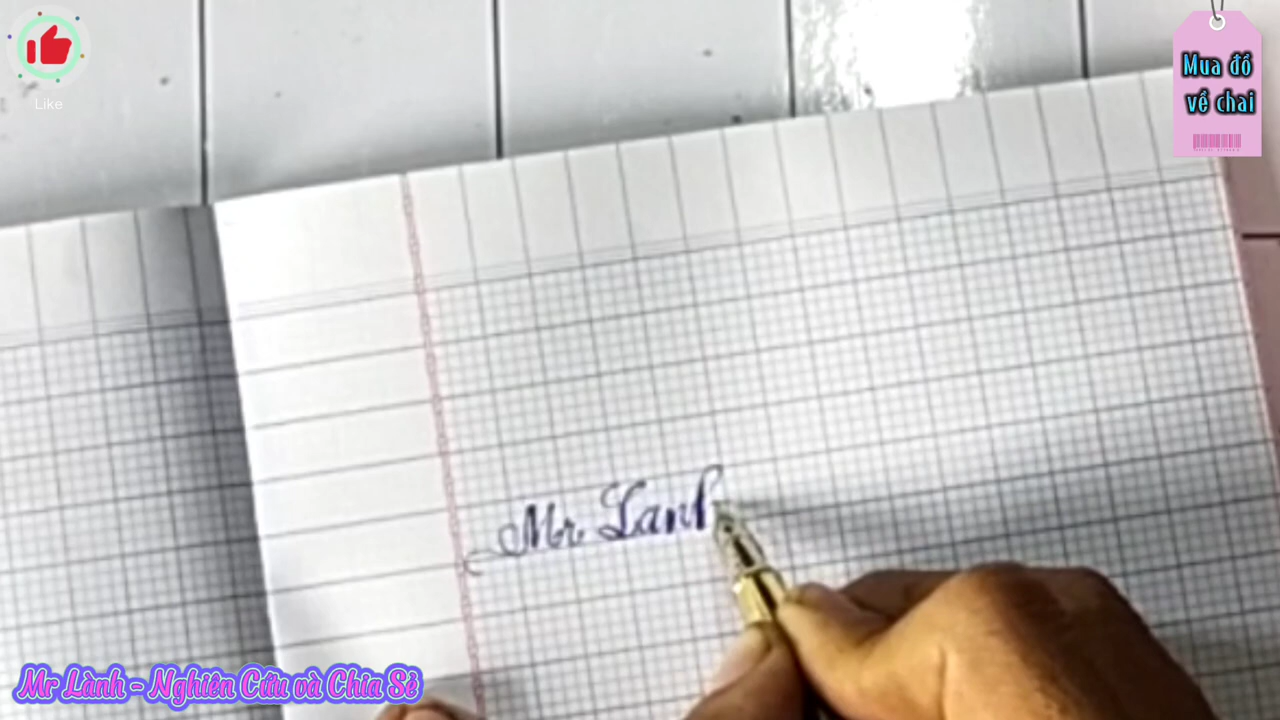 Like
Mua đồ
về chai
Mr Lanh
Mr Lành - Nghiên Cứu và Chia Sẻ